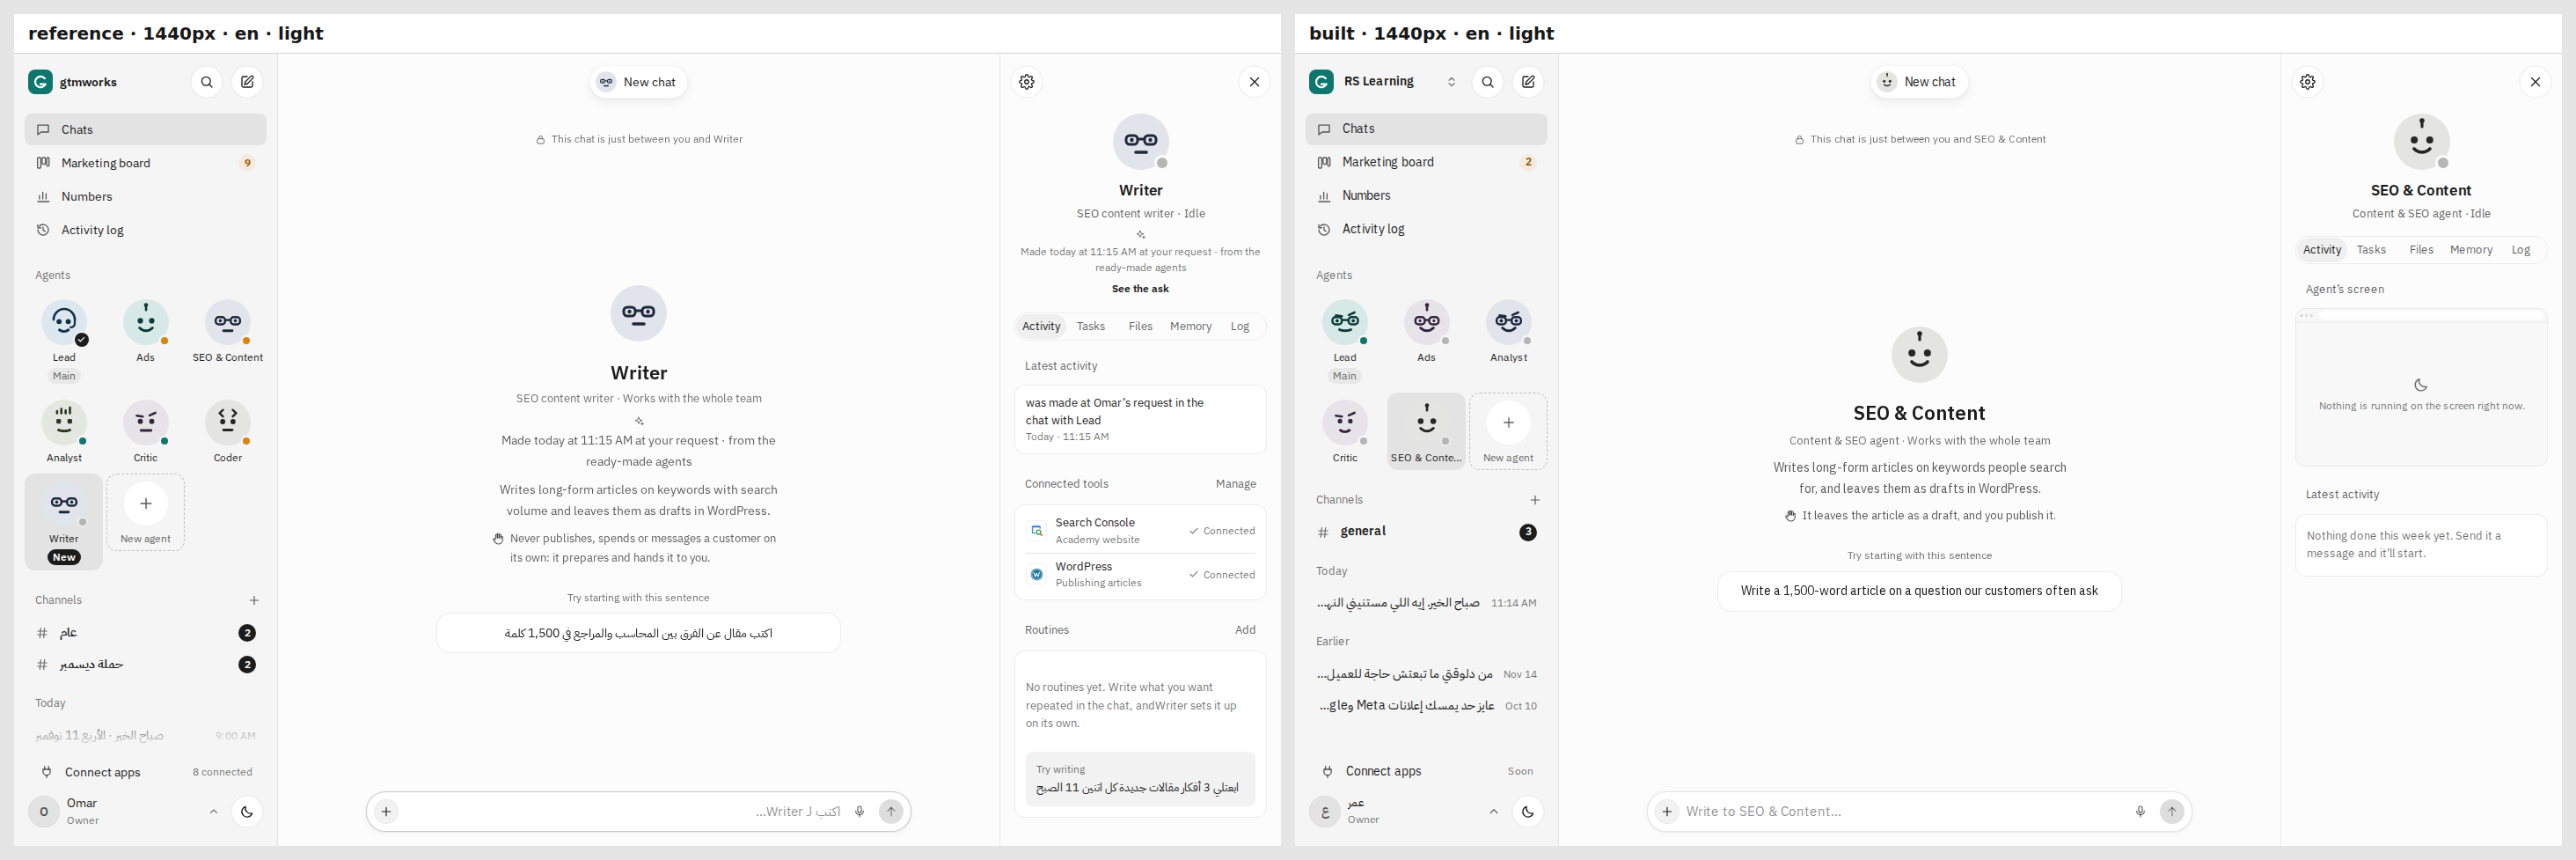 reference · 1440px · en · light
gtmworks
Chats
Marketing board 9
Numbers
Activity log
Agents
Lead
Main
Ads
SEO & Content
Analyst
Critic
Coder
Writer
New
New agent
Channels
# عام 2
# حملة ديسمبر 2
Today
صباح الخير · الأربع 11 نوفمبر 9:00 AM
Connect apps 8 connected
O Omar
Owner
New chat
This chat is just between you and Writer
Writer
SEO content writer · Works with the whole team
Made today at 11:15 AM at your request · from the
ready-made agents
Writes long-form articles on keywords with search
volume and leaves them as drafts in WordPress.
Never publishes, spends or messages a customer on
its own: it prepares and hands it to you.
Try starting with this sentence
اكتب مقال عن الفرق بين المحاسب والمراجع في 1,500 كلمة
اكتب لـ Writer...
Writer
SEO content writer · Idle
Made today at 11:15 AM at your request · from the
ready-made agents
See the ask
Activity Tasks Files Memory Log
Latest activity
was made at Omar's request in the
chat with Lead
Today · 11:15 AM
Connected tools Manage
Search Console
Academy website
Connected
WordPress
Publishing articles
Connected
Routines Add
No routines yet. Write what you want
repeated in the chat, andWriter sets it up
on its own.
Try writing
ابعتلي 3 أفكار مقالات جديدة كل اتنين 11 الصبح
built · 1440px · en · light
RS Learning
Chats
Marketing board 2
Numbers
Activity log
Agents
Lead
Main
Ads
Analyst
Critic
SEO & Conte...
New agent
Channels
# general 3
Today
صباح الخير. إيه اللي مستنيني النه... 11:14 AM
Earlier
من دلوقتي ما تبعتش حاجة للعميل... Nov 14
عايز حد يمسك إعلانات Meta وgle... Oct 10
Connect apps Soon
ع عمر
Owner
New chat
This chat is just between you and SEO & Content
SEO & Content
Content & SEO agent · Works with the whole team
Writes long-form articles on keywords people search
for, and leaves them as drafts in WordPress.
It leaves the article as a draft, and you publish it.
Try starting with this sentence
Write a 1,500-word article on a question our customers often ask
Write to SEO & Content...
SEO & Content
Content & SEO agent · Idle
Activity Tasks Files Memory Log
Agent's screen
Nothing is running on the screen right now.
Latest activity
Nothing done this week yet. Send it a
message and it'll start.